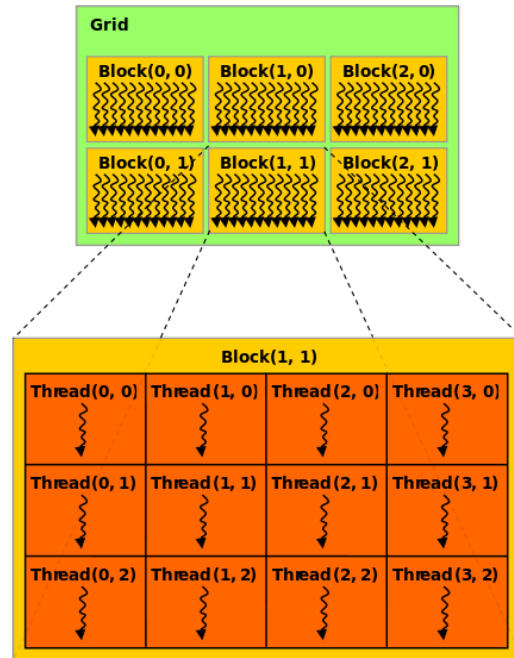 Grid
Block(0, 0) Block(1, 0) Block(2, 0)
Block(0, 1) Block(1, 1) Block(2, 1)
Block(1, 1)
Thread(0, 0) Thread(1, 0) Thread(2, 0) Thread(3, 0)
Thread(0, 1) Thread(1, 1) Thread(2, 1) Thread(3, 1)
Thread(0, 2) Thread(1, 2) Thread(2, 2) Thread(3, 2)